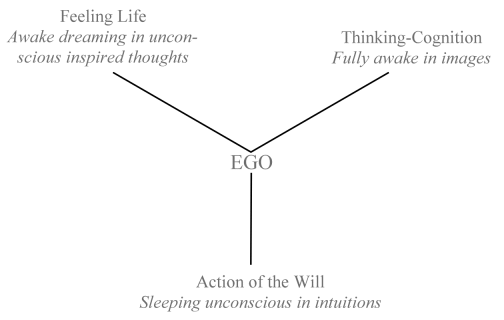 Feeling Life
Awake dreaming in uncon-
scious inspired thoughts
Thinking-Cognition
Fully awake in images
EGO
Action of the Will
Sleeping unconscious in intuitions